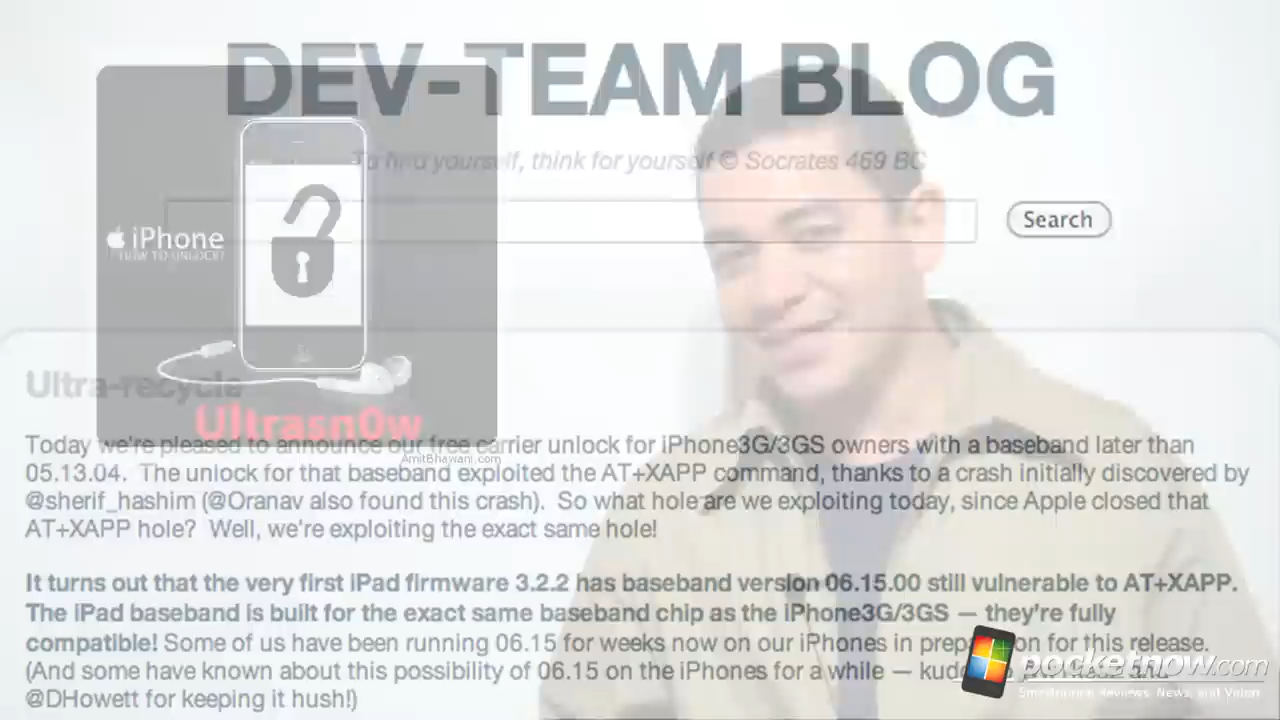 DEV-TEAM BLOG
To find yourself, think for yourself © Socrates 469 BC
Search
iPhone
HOW TO UNLOCK?
Ultra-recycle
Ultrasn0w
AmitBhawani.com
Today we're pleased to announce our free carrier unlock for iPhone3G/3GS owners with a baseband later than
05.13.04. The unlock for that baseband exploited the AT+XAPP command, thanks to a crash initially discovered by
@sherif_hashim (@Oranav also found this crash). So what hole are we exploiting today, since Apple closed that
AT+XAPP hole? Well, we're exploiting the exact same hole!
It turns out that the very first iPad firmware 3.2.2 has baseband version 06.15.00 still vulnerable to AT+XAPP.
The iPad baseband is built for the exact same baseband chip as the iPhone3G/3GS — they're fully
compatible! Some of us have been running 06.15 for weeks now on our iPhones in preparation for this release.
(And some have known about this possibility of 06.15 on the iPhones for a while — and
@DHowett for keeping it hush!)
pocketnow.com
Smartphone Reviews, News, and Video